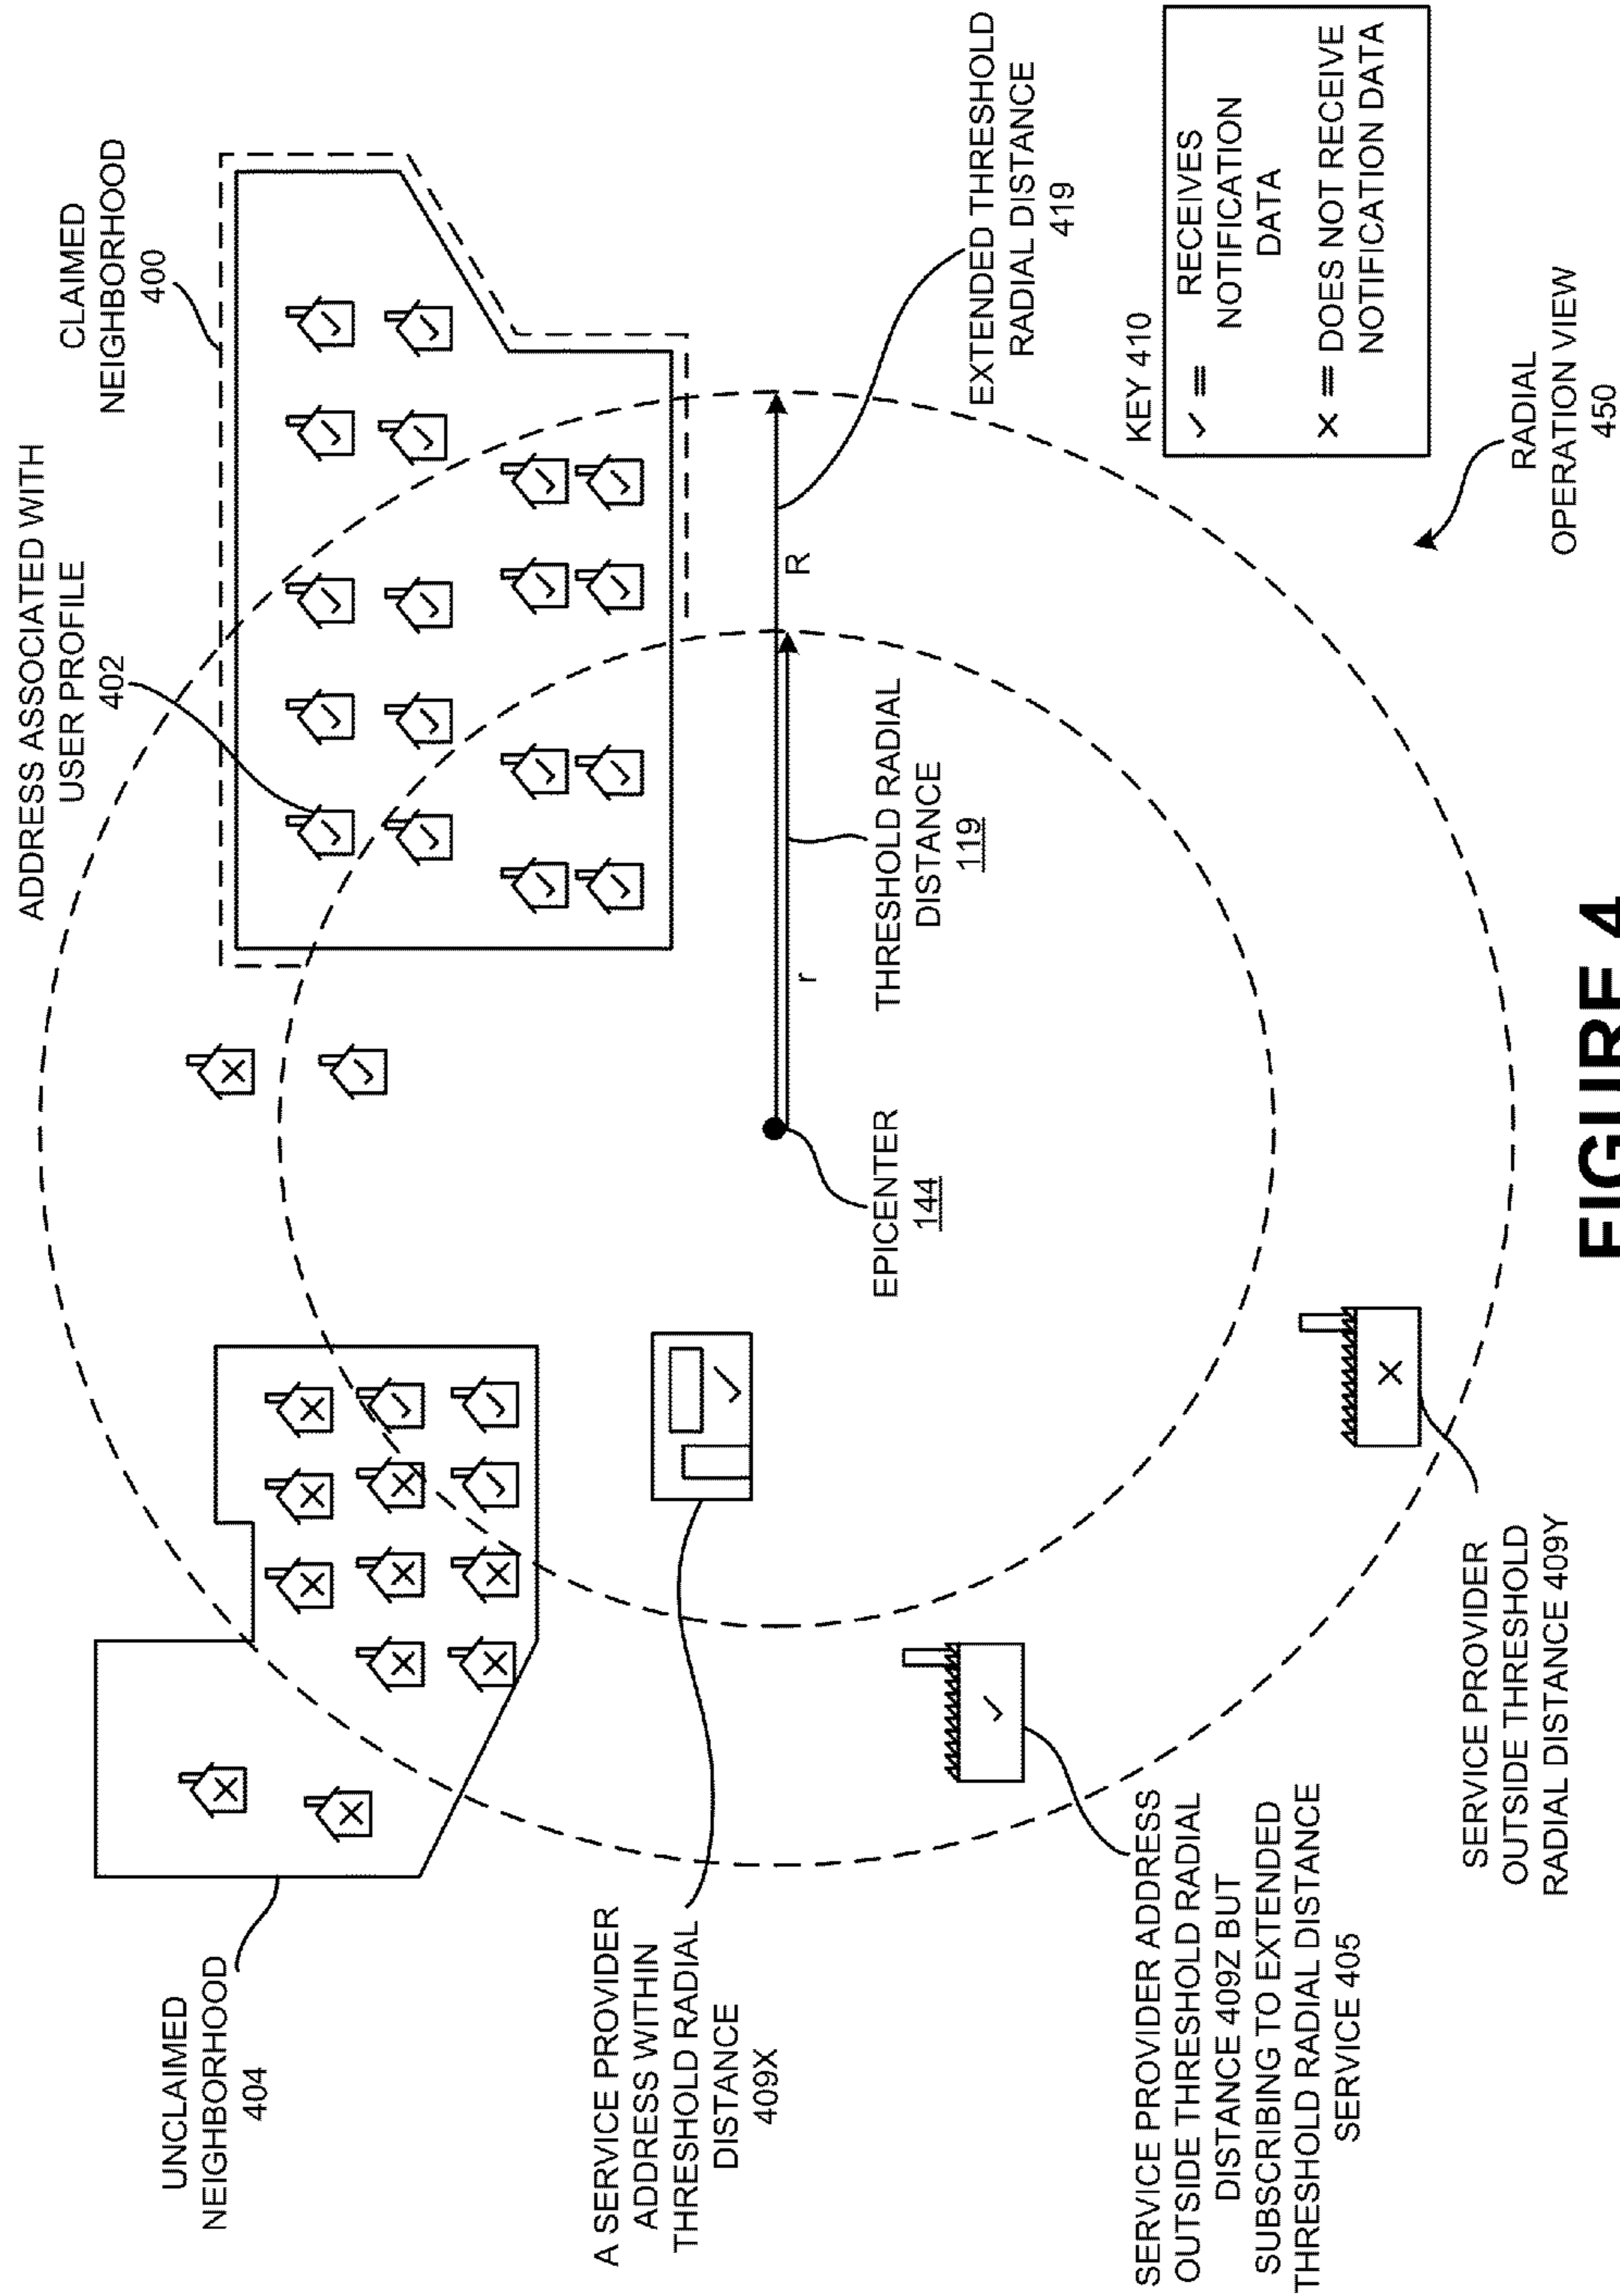 ADDRESS ASSOCIATED WITH
USER PROFILE
402
CLAIMED
NEIGHBORHOOD
400
UNCLAIMED
NEIGHBORHOOD
404
A SERVICE PROVIDER
ADDRESS WITHIN
THRESHOLD RADIAL
DISTANCE
409X
R
r
EXTENDED THRESHOLD
RADIAL DISTANCE
419
THRESHOLD RADIAL
DISTANCE
119
EPICENTER
144
SERVICE PROVIDER ADDRESS
OUTSIDE THRESHOLD RADIAL
DISTANCE 409Z BUT
SUBSCRIBING TO EXTENDED
THRESHOLD RADIAL DISTANCE
SERVICE 405
SERVICE PROVIDER
OUTSIDE THRESHOLD
RADIAL DISTANCE 409Y
KEY 410
✓ = RECEIVES
NOTIFICATION
DATA
× = DOES NOT RECEIVE
NOTIFICATION DATA
RADIAL
OPERATION VIEW
450
FIGURE 4